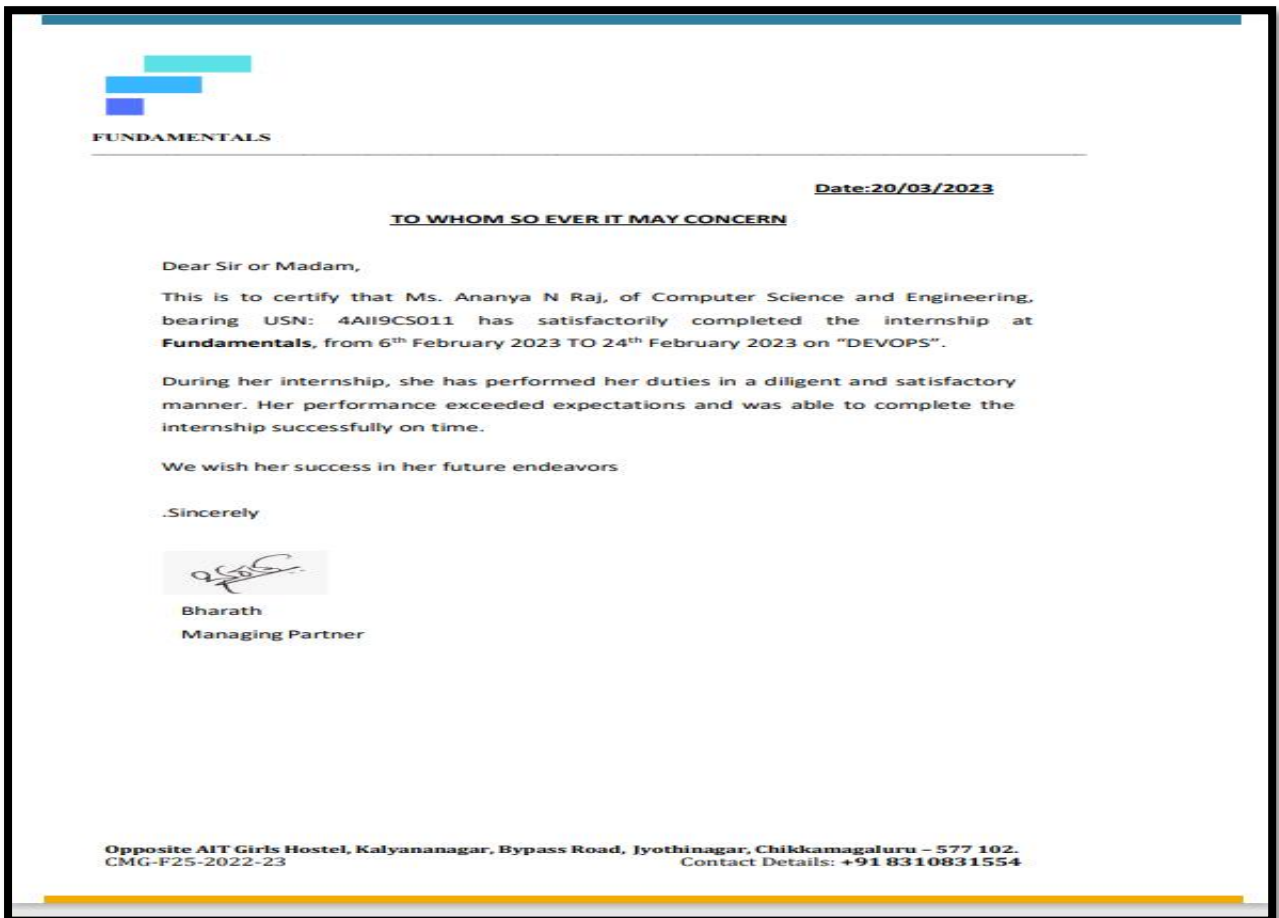 FUNDAMENTALS
Date:20/03/2023
TO WHOM SO EVER IT MAY CONCERN
Dear Sir or Madam,
This is to certify that Ms. Ananya N Raj, of Computer Science and Engineering,
bearing USN: 4AII9CS011 has satisfactorily completed the internship at
Fundamentals, from 6th February 2023 TO 24th February 2023 on “DEVOPS”.
During her internship, she has performed her duties in a diligent and satisfactory
manner. Her performance exceeded expectations and was able to complete the
internship successfully on time.
We wish her success in her future endeavors
.Sincerely
Bharath
Managing Partner
Opposite AIT Girls Hostel, Kalyananagar, Bypass Road, Jyothinagar, Chikkamagaluru – 577 102.
CMG-F25-2022-23 Contact Details: +91 8310831554